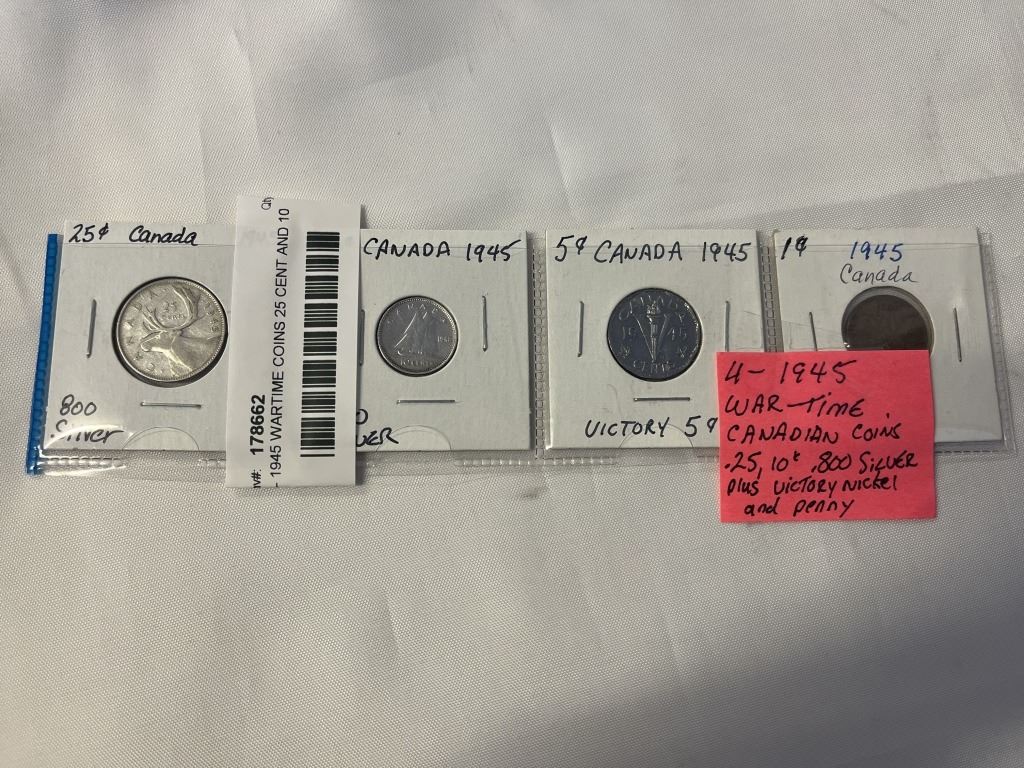 25¢ Canada
800
Silver
Qty
1945 WARTIME COINS 25 CENT AND 10
178662
CANADA 1945
5¢ CANADA 1945
VICTORY 5¢
1¢ 1945
Canada
4- 1945
WAR-TIME
CANADIAN COINS
.25, 10¢ .800 SILVER
plus VICTORY NICKEL
and penny